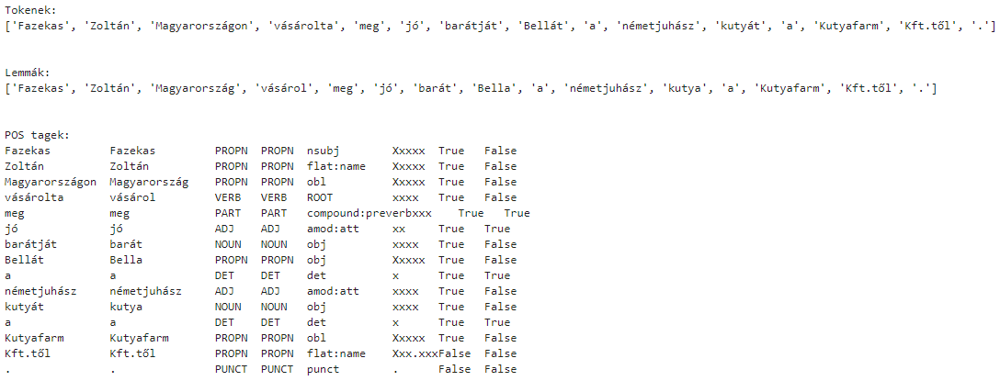 Tokenek:
['Fazekas', 'Zoltán', 'Magyarországon', 'vásárolta', 'meg', 'jó', 'barátját', 'Bellát', 'a', 'németjuhász', 'kutyát', 'a', 'Kutyafarm', 'Kft.től', '.']
Lemmák:
['Fazekas', 'Zoltán', 'Magyarország', 'vásárol', 'meg', 'jó', 'barát', 'Bella', 'a', 'németjuhász', 'kutya', 'a', 'Kutyafarm', 'Kft.től', '.']
POS tagek:
Fazekas Fazekas PROPN PROPN nsubj Xxxxx True False
Zoltán Zoltán PROPN PROPN flat:name Xxxxx True False
Magyarországon Magyarország PROPN PROPN obl Xxxxx True False
vásárolta vásárol VERB VERB ROOT xxxx True False
meg meg PART PART compound:preverbxxx True True
jó jó ADJ ADJ amod:att xx True True
barátját barát NOUN NOUN obj xxxx True False
Bellát Bella PROPN PROPN obj Xxxxx True False
a a DET DET det x True True
németjuhász németjuhász ADJ ADJ amod:att xxxx True False
kutyát kutya NOUN NOUN obj xxxx True False
a a DET DET det x True True
Kutyafarm Kutyafarm PROPN PROPN obl Xxxxx True False
Kft.től Kft.től PROPN PROPN flat:name Xxx.xxxFalse False
. . PUNCT PUNCT punct . False False